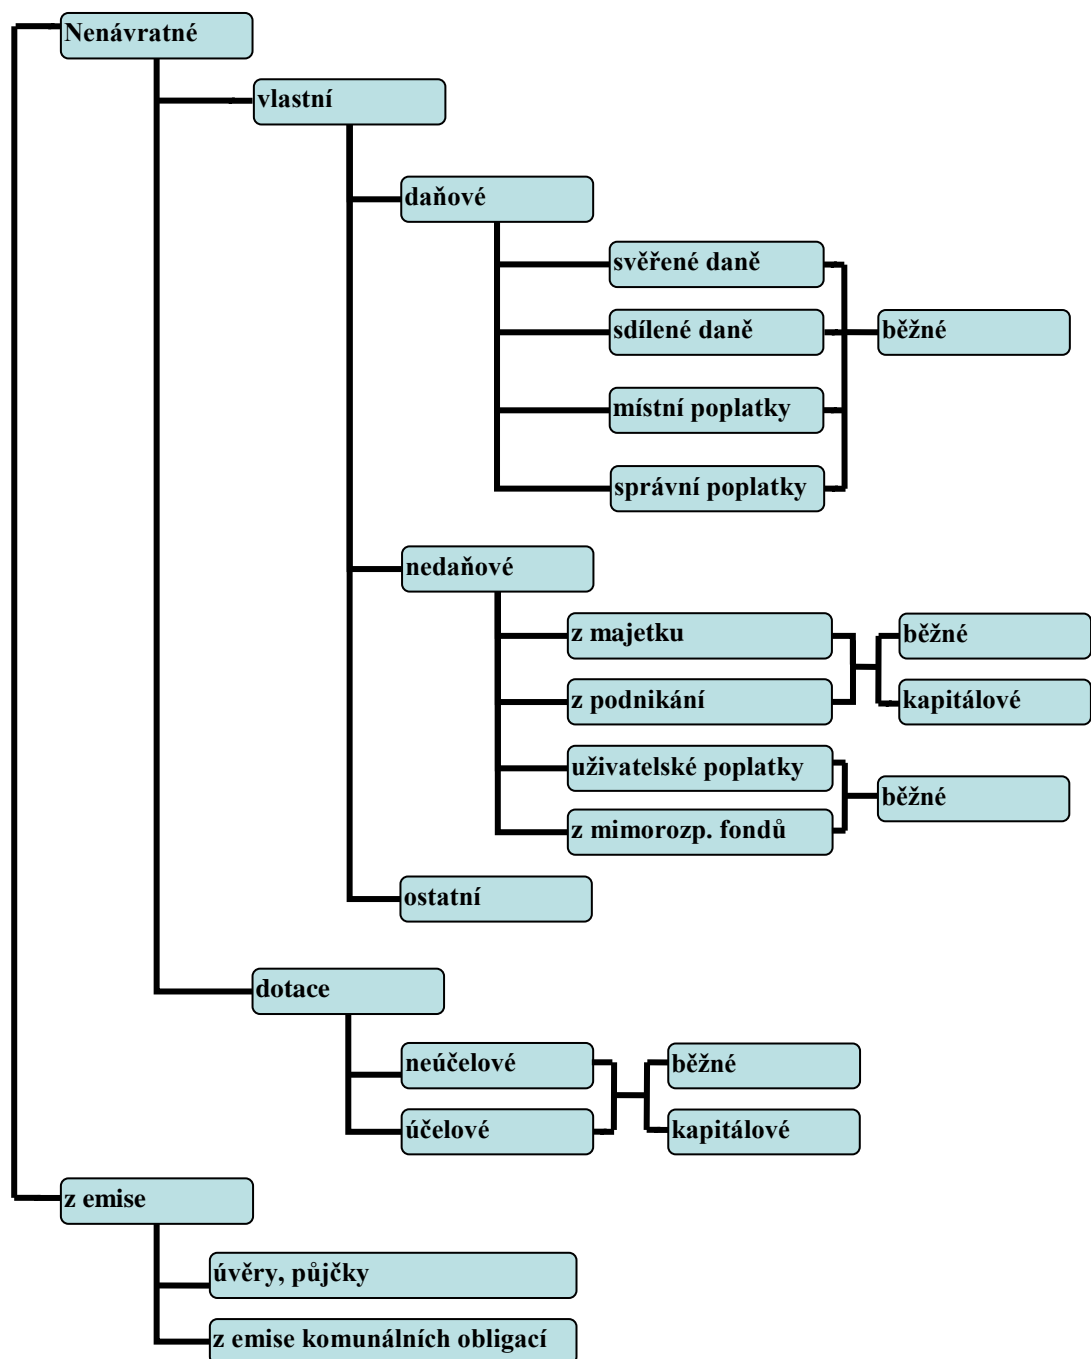 Nenávratné
vlastní
daňové
svěřené daně
sdílené daně
běžné
místní poplatky
správní poplatky
nedaňové
z majetku
běžné
z podnikání
kapitálové
uživatelské poplatky
běžné
z mimorozp. fondů
ostatní
dotace
neúčelové
běžné
účelové
kapitálové
z emise
úvěry, půjčky
z emise komunálních obligací